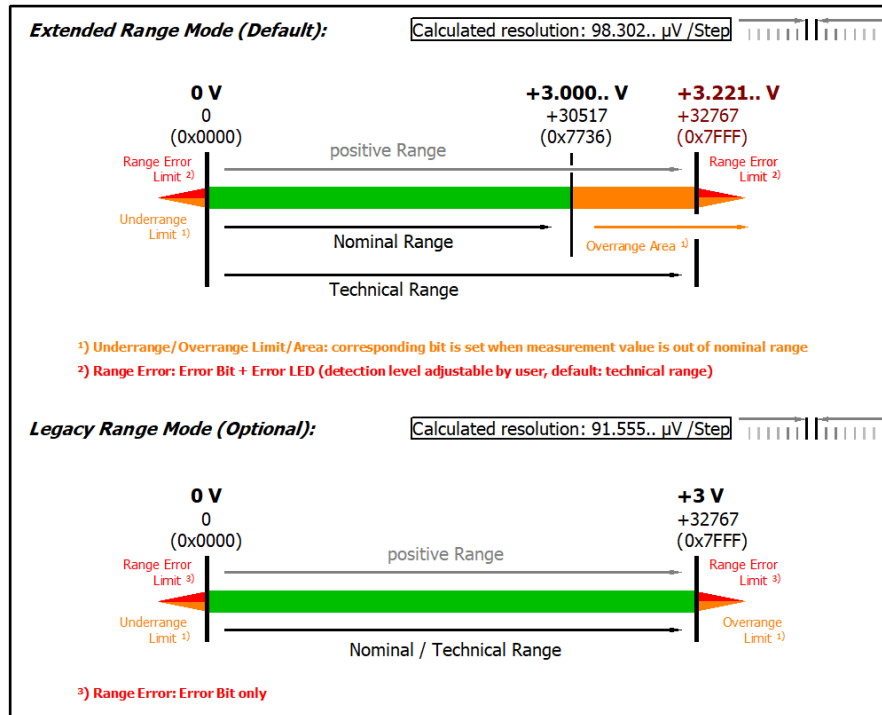 Extended Range Mode (Default):
Calculated resolution: 98.302.. µV /Step
0 V
+3.000.. V
+3.221.. V
0
+30517
+32767
(0x0000)
(0x7736)
(0x7FFF)
positive Range
Range Error
Limit ²⁾
Range Error
Limit ²⁾
Underrange
Limit ¹⁾
Nominal Range
Overrange Area ¹⁾
Technical Range
¹) Underrange/Overrange Limit/Area: corresponding bit is set when measurement value is out of nominal range
²) Range Error: Error Bit + Error LED (detection level adjustable by user, default: technical range)
Legacy Range Mode (Optional):
Calculated resolution: 91.555.. µV /Step
0 V
+3 V
0
+32767
(0x0000)
(0x7FFF)
positive Range
Range Error
Limit ³⁾
Range Error
Limit ³⁾
Underrange
Limit ¹⁾
Overrange
Limit ¹⁾
Nominal / Technical Range
³) Range Error: Error Bit only